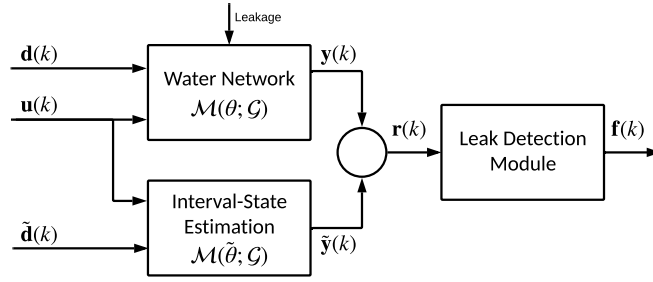 Leakage
𝐝(k)
𝐮(k)
Water Network
ℳ(θ; 𝒢)
𝐲(k)
𝐫(k)
Leak Detection
Module
𝐟(k)
Interval-State
Estimation
ℳ(θ̃; 𝒢)
𝐝̃(k)
𝐲̃(k)